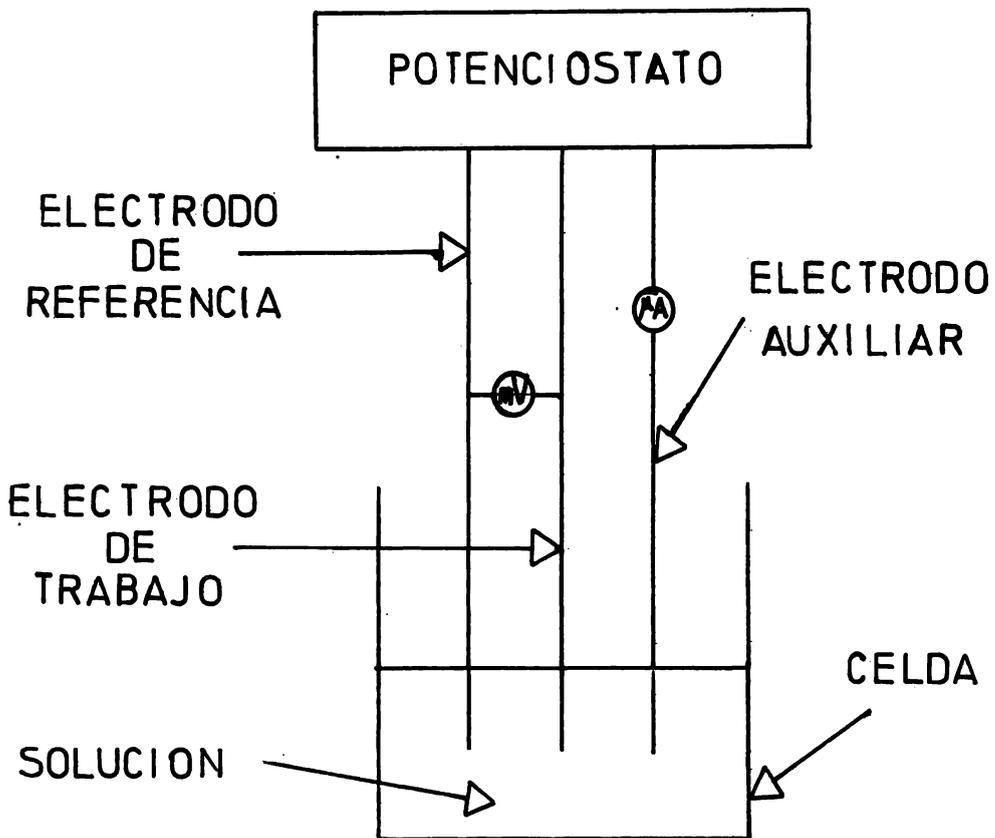 POTENCIOSTATO
ELECTRODO
DE
REFERENCIA
ELECTRODO
AUXILIAR
μA
mV
ELECTRODO
DE
TRABAJO
CELDA
SOLUCION